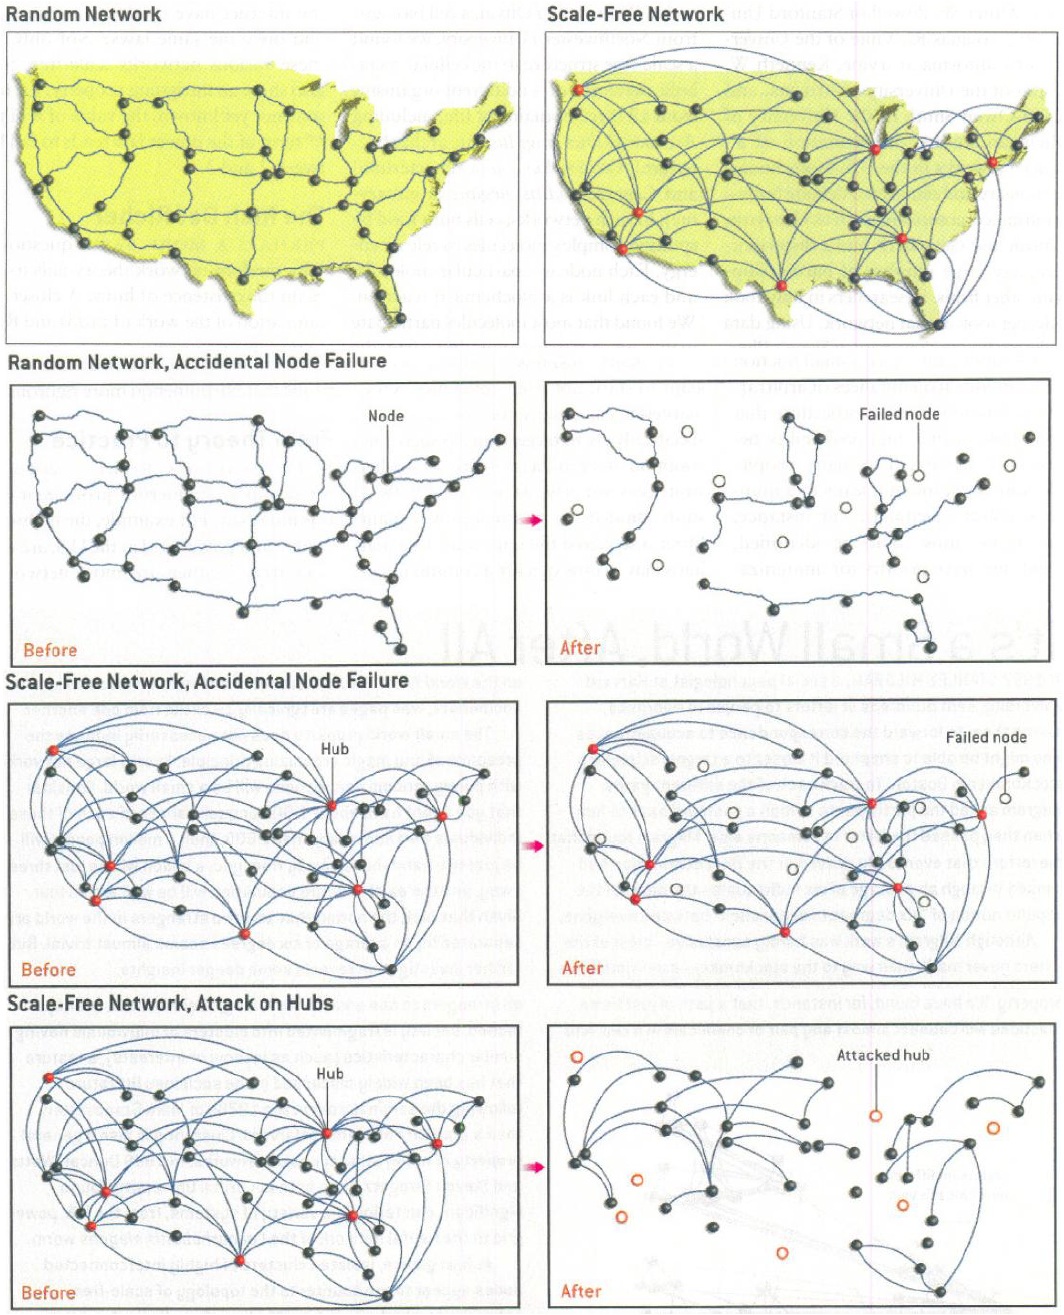 Random Network
Scale-Free Network
Random Network, Accidental Node Failure
Node
Before
Failed node
After
Scale-Free Network, Accidental Node Failure
Hub
Before
Failed node
After
Scale-Free Network, Attack on Hubs
Hub
Before
Attacked hub
After